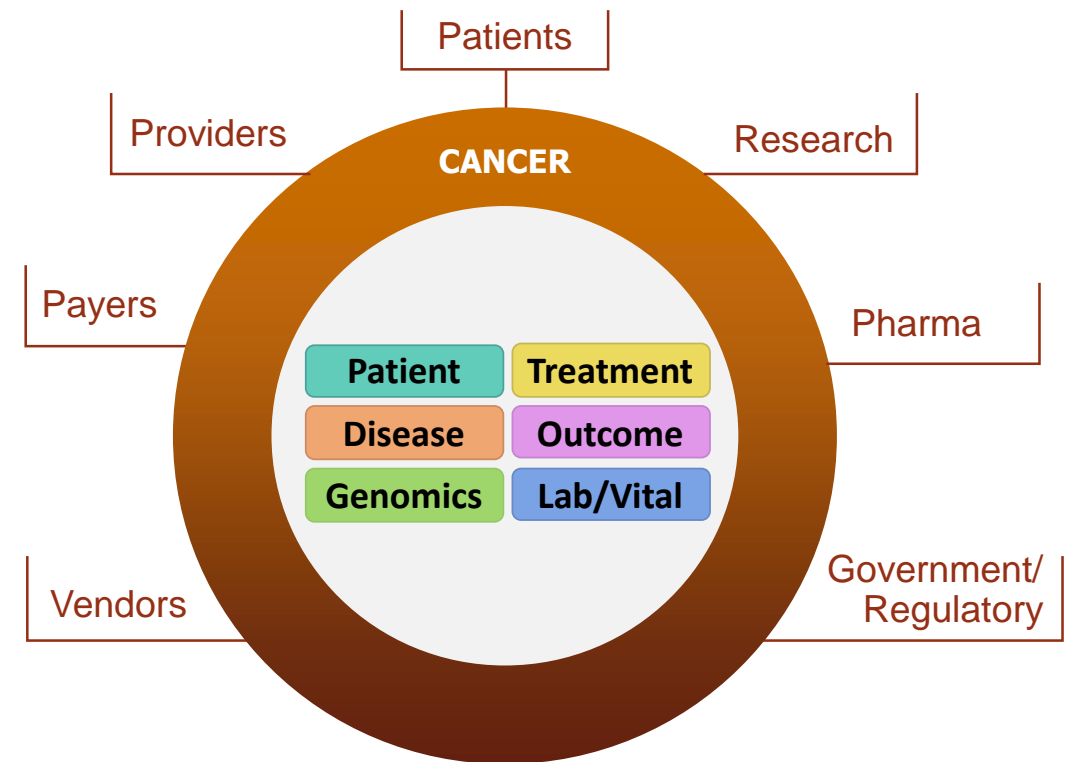 Patients
Providers
Research
CANCER
Payers
Pharma
Patient
Treatment
Disease
Outcome
Genomics
Lab/Vital
Vendors
Government/
Regulatory